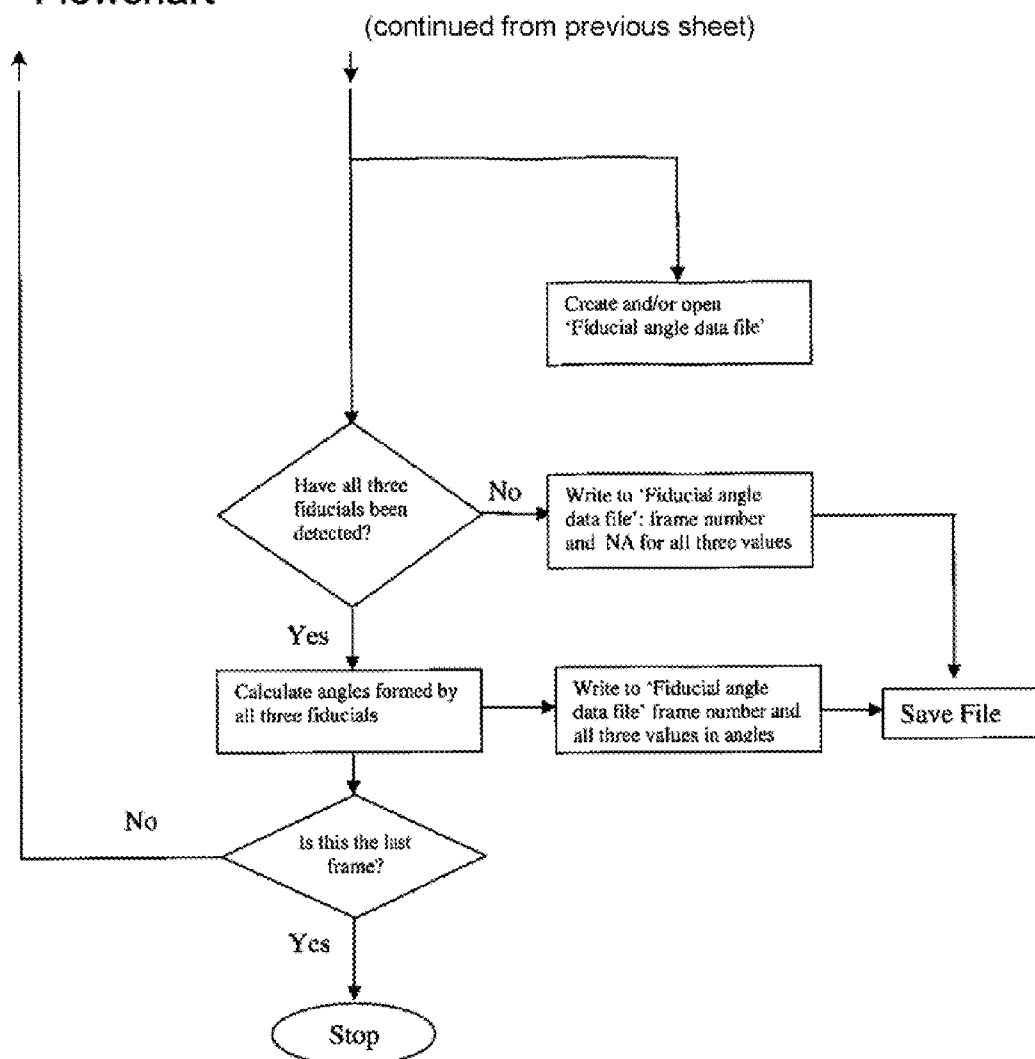 Flowchart
(continued from previous sheet)
Create and/or open
'Fiducial angle data file'
Have all three
fiducials been
detected?
No
Write to 'Fiducial angle
data file': frame number
and NA for all three values
Yes
Calculate angles formed by
all three fiducials
Write to 'Fiducial angle
data file' frame number and
all three values in angles
Save File
No
Is this the last
frame?
Yes
Stop